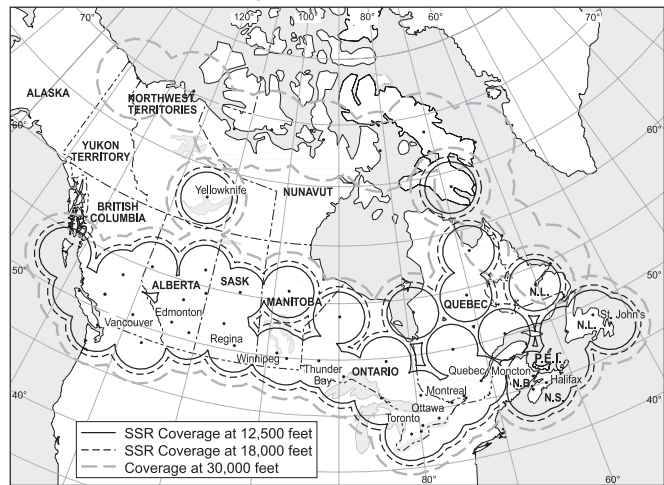 120° 100° 80° 60°
70° 70°
ALASKA
NORTHWEST
TERRITORIES
60° 60°
YUKON
TERRITORY
Yellowknife
NUNAVUT
BRITISH
COLUMBIA
50° 50°
ALBERTA
SASK
MANITOBA
QUEBEC
N.L.
N.L.
St. John's
Edmonton
Vancouver
Regina
Winnipeg
Thunder
Bay
ONTARIO
Quebec
Moncton
P.E.I.
N.B.
Halifax
N.S.
Montreal
Ottawa
Toronto
40° 40°
SSR Coverage at 12,500 feet
SSR Coverage at 18,000 feet
Coverage at 30,000 feet
80° 60°